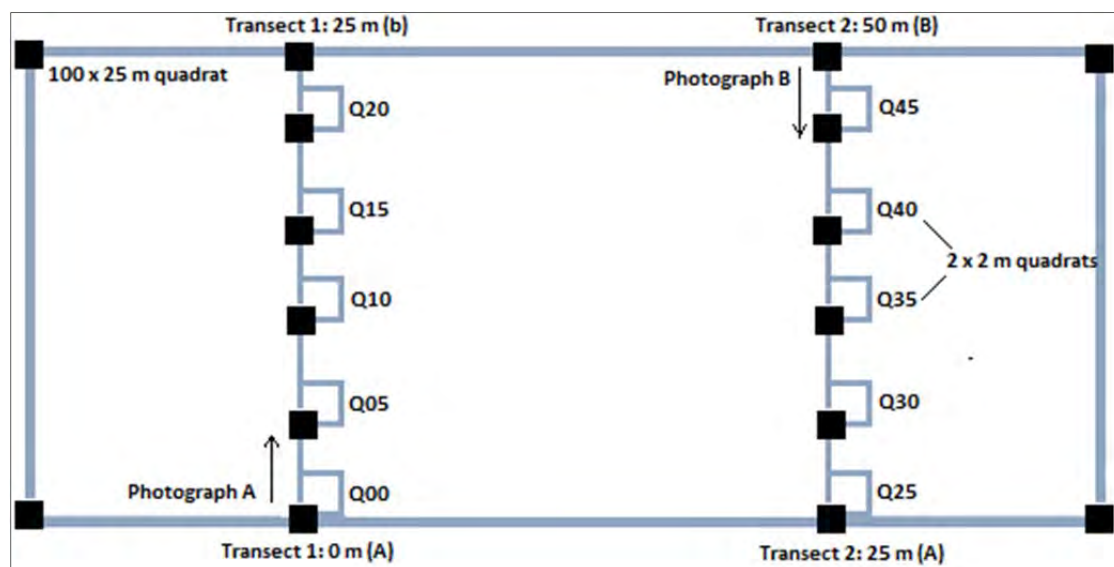 Transect 1: 25 m (b)
Transect 2: 50 m (B)
100 x 25 m quadrat
Photograph B
Q20
Q45
Q15
Q40
2 x 2 m quadrats
Q10
Q35
Q05
Q30
Photograph A
Q00
Q25
Transect 1: 0 m (A)
Transect 2: 25 m (A)